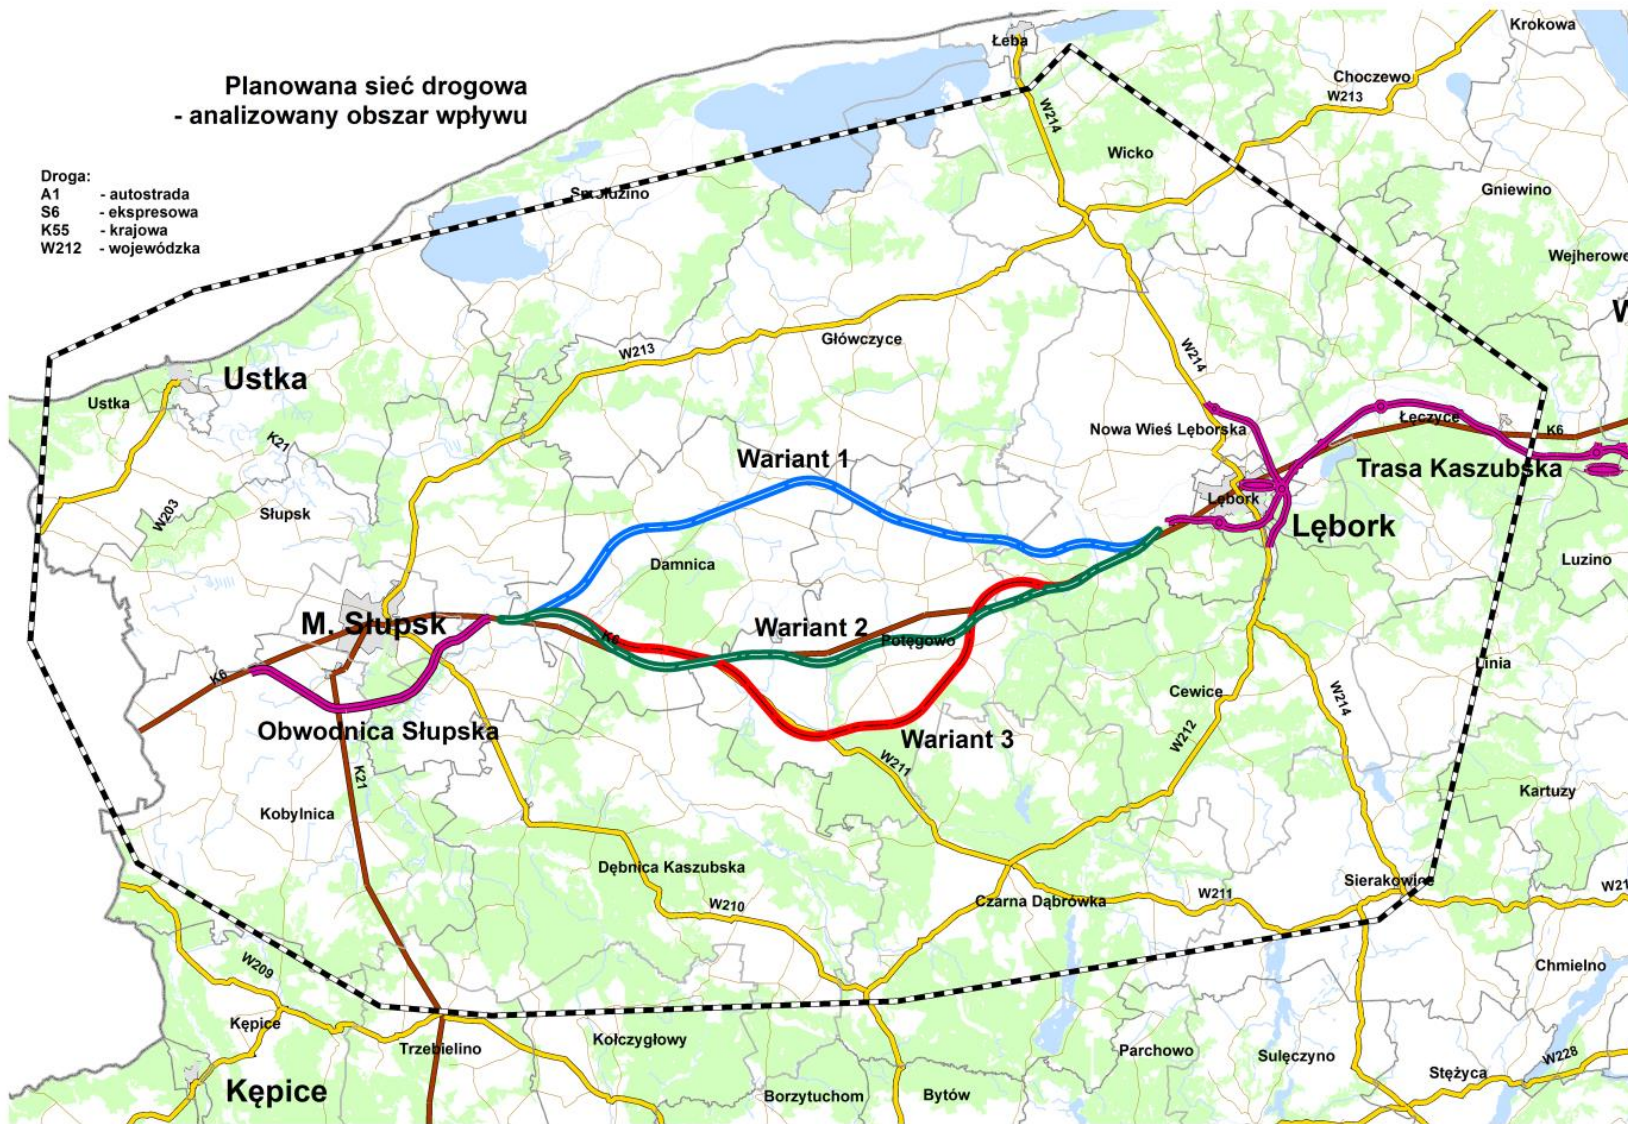 Planowana sieć drogowa
- analizowany obszar wpływu
Droga:
A1 - autostrada
S6 - ekspresowa
K55 - krajowa
W212 - wojewódzka
Łeba
Krokowa
Choczewo
W213
W214
Wicko
Gniewino
Smołdzino
Wejherowo
W
Główczyce
W213
W214
Ustka
Ustka
K21
Nowa Wieś Lęborska
Łęczyce
K6
Wariant 1
Trasa Kaszubska
Lębork
Lębork
W203
Słupsk
Damnica
Luzino
M. Słupsk
Wariant 2
K6
Potęgowo
K6
Linia
Cewice
W214
W212
Obwodnica Słupska
Wariant 3
W211
K21
Kobylnica
Kartuzy
Dębnica Kaszubska
Sierakowice
W211
W21
W210
Czarna Dąbrówka
W209
Chmielno
Kępice
Kołczygłowy
Trzebielino
Parchowo
Sulęczyno
W228
Stężyca
Kępice
Borzytuchom
Bytów